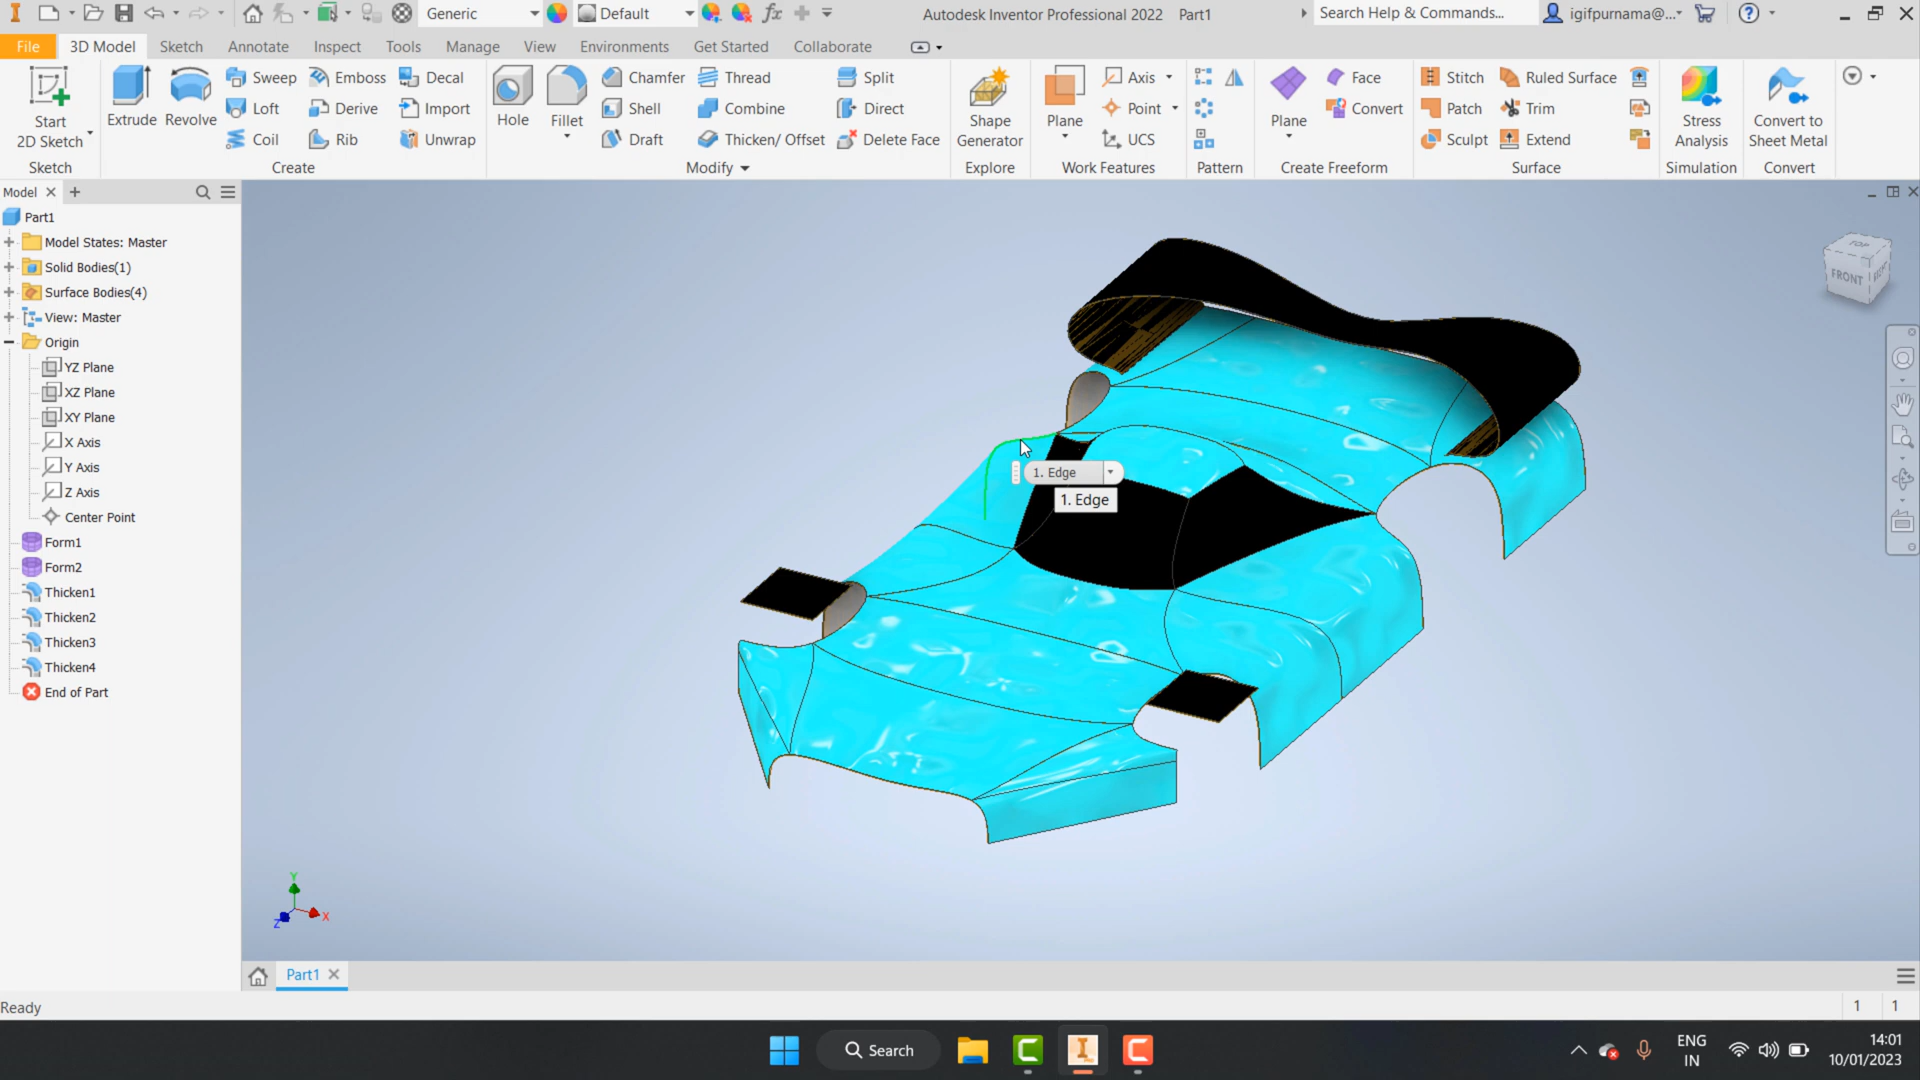 Generic
Default
Autodesk Inventor Professional 2022 Part1
Search Help & Commands...
igifpurnama@...
File 3D Model Sketch Annotate Inspect Tools Manage View Environments Get Started Collaborate
Start
2D Sketch
Sketch
Extrude
Revolve
Sweep
Loft
Coil
Emboss
Derive
Rib
Decal
Import
Unwrap
Create
Hole
Fillet
Chamfer
Shell
Draft
Thread
Combine
Thicken/ Offset
Split
Direct
Delete Face
Modify
Shape
Generator
Explore
Plane
Axis
Point
UCS
Work Features
Pattern
Plane
Face
Convert
Create Freeform
Stitch
Patch
Sculpt
Ruled Surface
Trim
Extend
Surface
Stress
Analysis
Simulation
Convert to
Sheet Metal
Convert
Model
Part1
Model States: Master
Solid Bodies(1)
Surface Bodies(4)
View: Master
Origin
YZ Plane
XZ Plane
XY Plane
X Axis
Y Axis
Z Axis
Center Point
Form1
Form2
Thicken1
Thicken2
Thicken3
Thicken4
End of Part
TOP
FRONT
1. Edge
1. Edge
Y
X
Z
Part1
Ready
1 1
Search
ENG
IN
14:01
10/01/2023